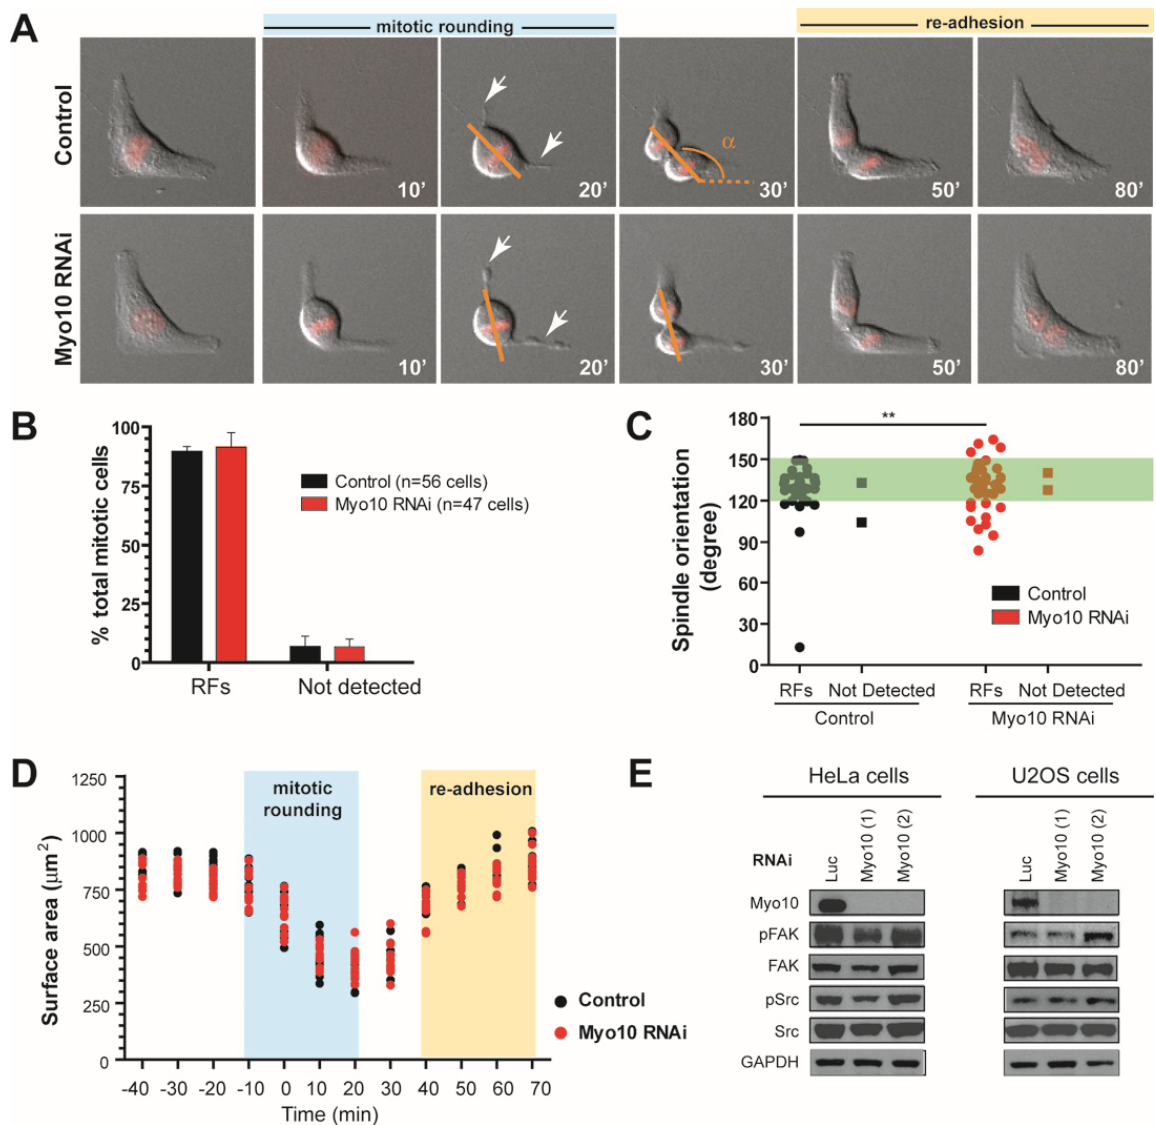 A
mitotic rounding
re-adhesion
Control
10’
20’
α
30’
50’
80’
Myo10 RNAi
10’
20’
30’
50’
80’
B
% total mitotic cells
100
75
50
25
0
Control (n=56 cells)
Myo10 RNAi (n=47 cells)
RFs
Not detected
C
Spindle orientation
(degree)
180
150
120
90
60
30
0
**
Control
Myo10 RNAi
RFs Not Detected RFs Not Detected
Control Myo10 RNAi
D
Surface area (μm²)
1250
1000
750
500
250
0
mitotic
rounding
re-adhesion
Control
Myo10 RNAi
-40 -30 -20 -10 0 10 20 30 40 50 60 70
Time (min)
E
HeLa cells U2OS cells
RNAi Luc Myo10 (1) Myo10 (2) Luc Myo10 (1) Myo10 (2)
Myo10
pFAK
FAK
pSrc
Src
GAPDH